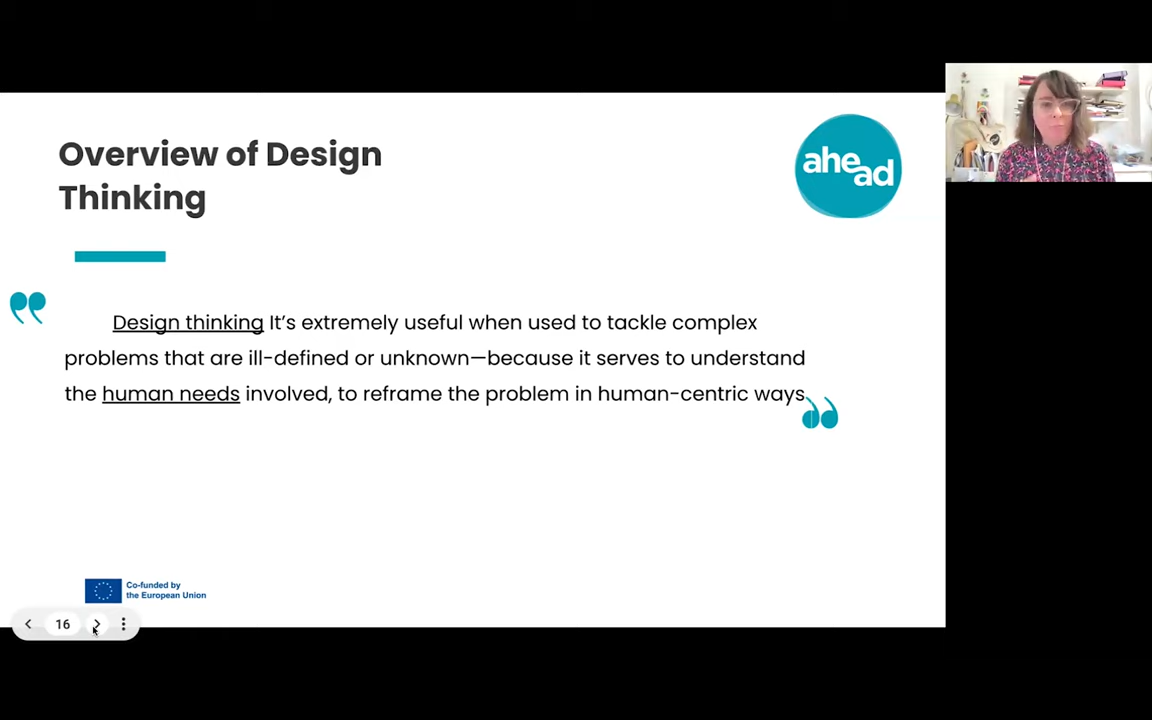 Overview of Design
Thinking
ahead
Design thinking It's extremely useful when used to tackle complex
problems that are ill-defined or unknown—because it serves to understand
the human needs involved, to reframe the problem in human-centric ways
Co-funded by
the European Union
16